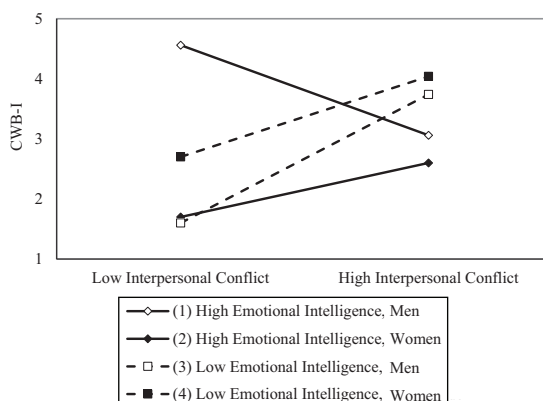 5
4
3
2
1
CWB-I
Low Interpersonal Conflict High Interpersonal Conflict
(1) High Emotional Intelligence, Men
(2) High Emotional Intelligence, Women
(3) Low Emotional Intelligence, Men
(4) Low Emotional Intelligence, Women